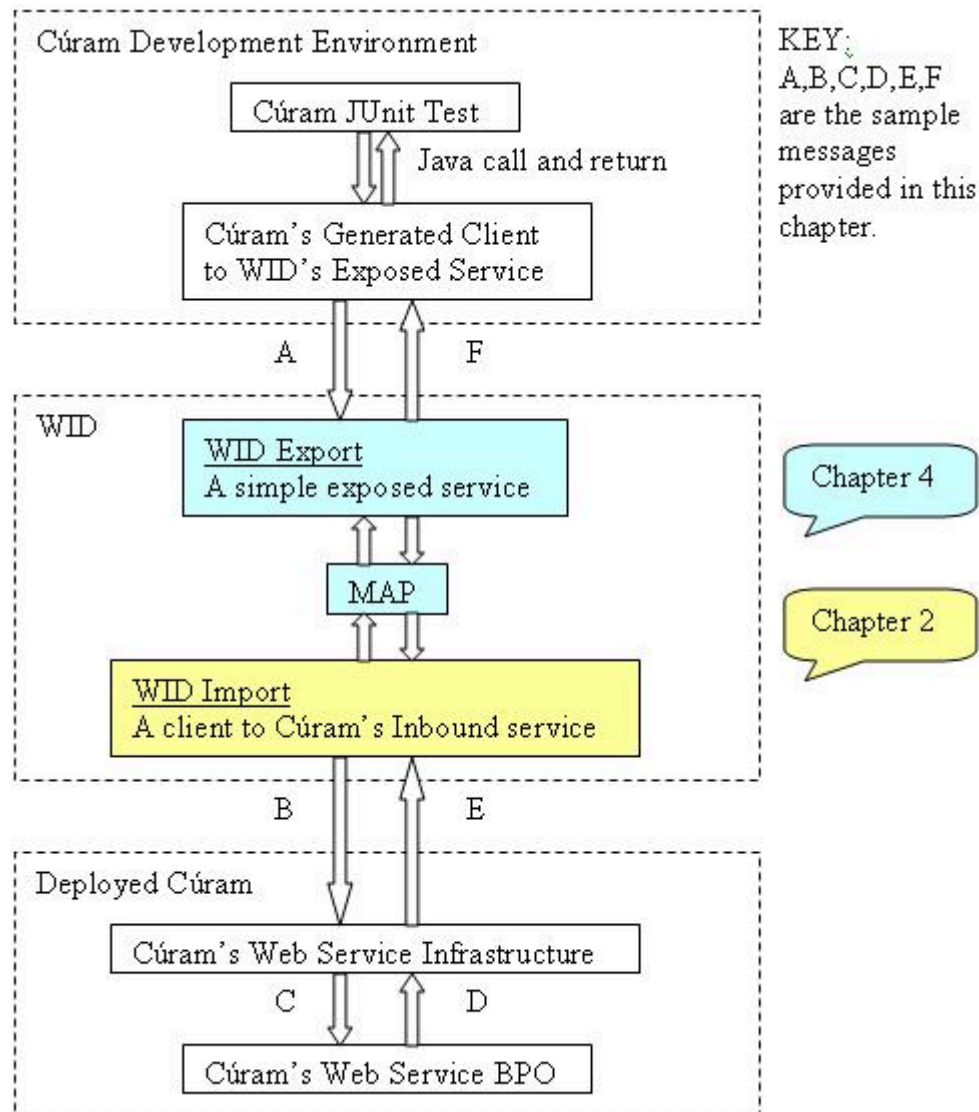 Cúram Development Environment
Cúram JUnit Test
Java call and return
Cúram's Generated Client
to WID's Exposed Service
KEY:
A,B,C,D,E,F
are the sample
messages
provided in this
chapter.
A
F
WID
WID Export
A simple exposed service
MAP
WID Import
A client to Cúram's Inbound service
Chapter 4
Chapter 2
B
E
Deployed Cúram
Cúram's Web Service Infrastructure
C
D
Cúram's Web Service BPO